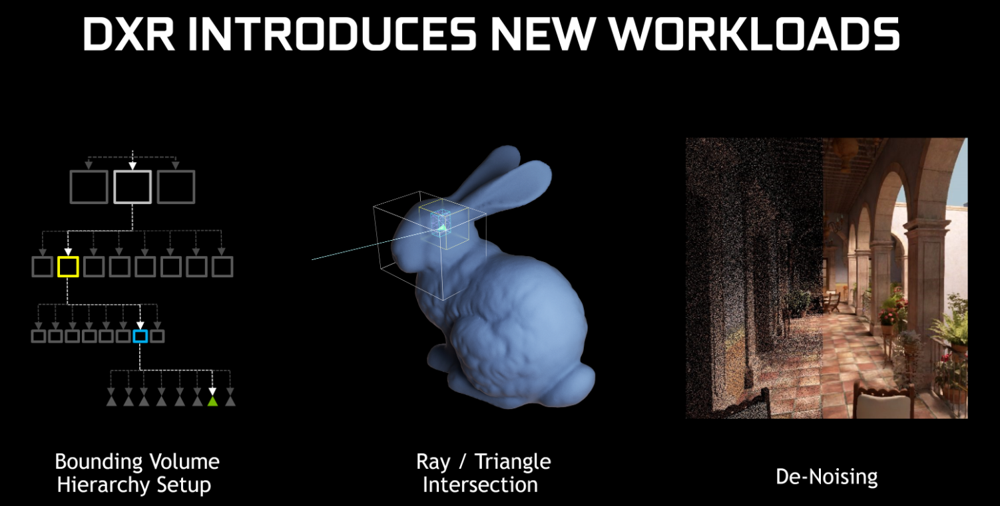 DXR INTRODUCES NEW WORKLOADS
Bounding Volume
Hierarchy Setup
Ray / Triangle
Intersection
De-Noising